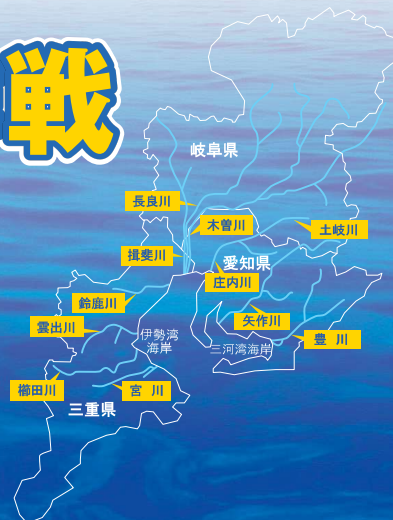 戦
岐阜県
長良川
木曽川
土岐川
揖斐川
愛知県
庄内川
鈴鹿川
矢作川
雲出川
伊勢湾
海岸
三河湾海岸
豊 川
櫛田川
宮 川
三重県